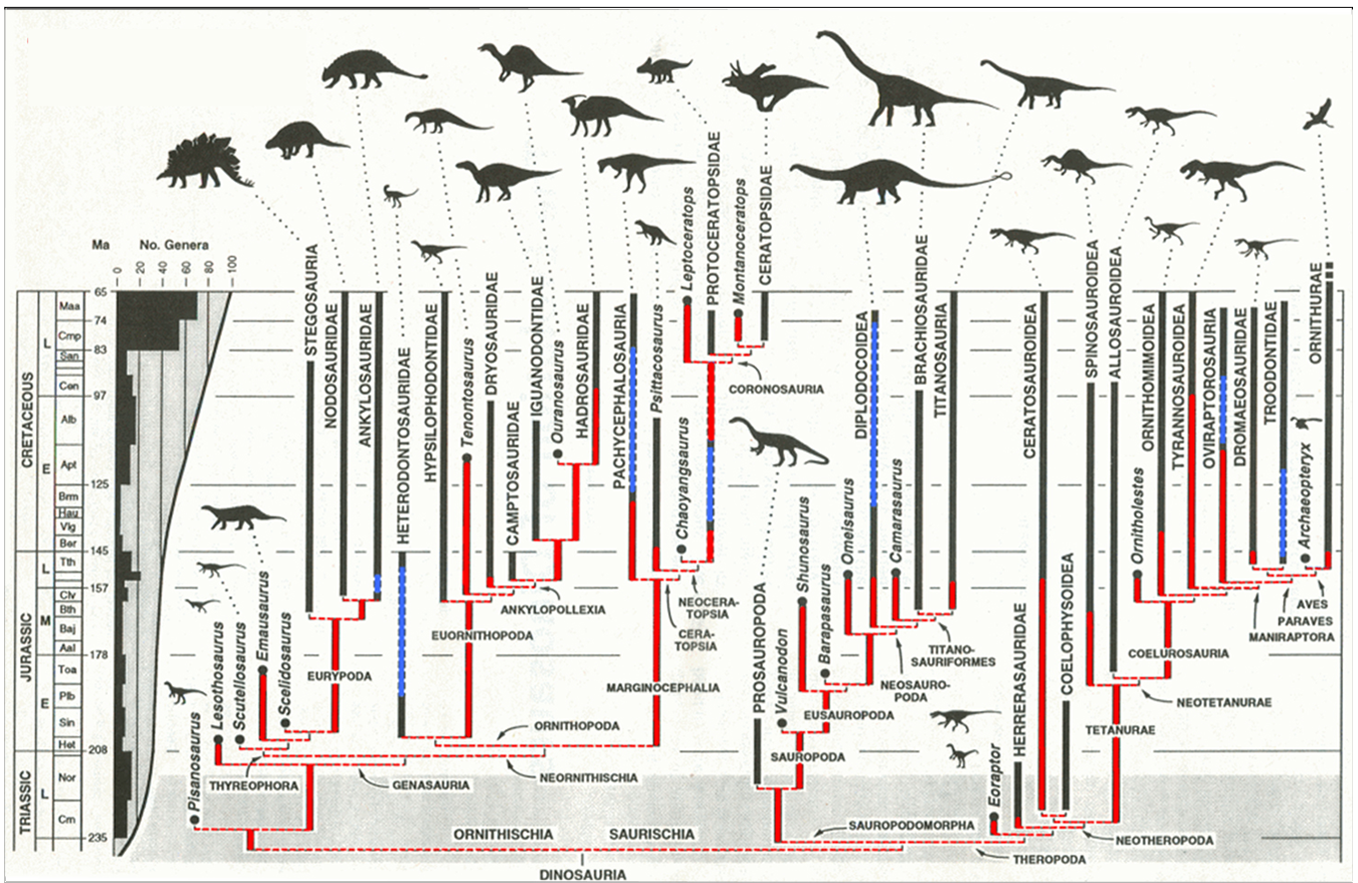 Ma
No. Genera
0
20
40
60
80
100
65
74
83
97
125
145
157
178
208
235
CRETACEOUS
JURASSIC
TRIASSIC
L
E
L
M
E
L
Maa
Cmp
San
Cen
Alb
Apt
Brm
Hau
Vlg
Ber
Tth
Clv
Bth
Baj
Aal
Toa
Plb
Sin
Het
Nor
Crn
Pisanosaurus
Lesothosaurus
Scutellosaurus
Emausaurus
Scelidosaurus
STEGOSAURIA
NODOSAURIDAE
ANKYLOSAURIDAE
HETERODONTOSAURIDAE
HYPSILOPHODONTIDAE
Tenontosaurus
DRYOSAURIDAE
CAMPTOSAURIDAE
IGUANODONTIDAE
Ouranosaurus
HADROSAURIDAE
PACHYCEPHALOSAURIA
Psittacosaurus
Chaoyangsaurus
Leptoceratops
PROTOCERATOPSIDAE
Montanoceratops
CERATOPSIDAE
PROSAUROPODA
Vulcanodon
Shunosaurus
Barapasaurus
Omeisaurus
DIPLODOCOIDEA
Camarasaurus
BRACHIOSAURIDAE
TITANOSAURIA
Eoraptor
HERRERASAURIDAE
CERATOSAUROIDEA
COELOPHYSOIDEA
SPINOSAUROIDEA
ALLOSAUROIDEA
Ornitholestes
ORNITHOMIMOIDEA
TYRANNOSAUROIDEA
OVIRAPTOROSAURIA
DROMAEOSAURIDAE
TROODONTIDAE
Archaeopteryx
ORNITHURAE
CORONOSAURIA
ANKYLOPOLLEXIA
NEOCERA-
TOPSIA
CERA-
TOPSIA
EUORNITHOPODA
EURYPODA
MARGINOCEPHALIA
ORNITHOPODA
NEORNITHISCHIA
THYREOPHORA
GENASAURIA
TITANO-
SAURIFORMES
NEOSAURO-
PODA
EUSAUROPODA
SAUROPODA
AVES
PARAVES
MANIRAPTORA
COELUROSAURIA
NEOTETANURAE
TETANURAE
ORNITHISCHIA
SAURISCHIA
SAUROPODOMORPHA
NEOTHEROPODA
THEROPODA
DINOSAURIA